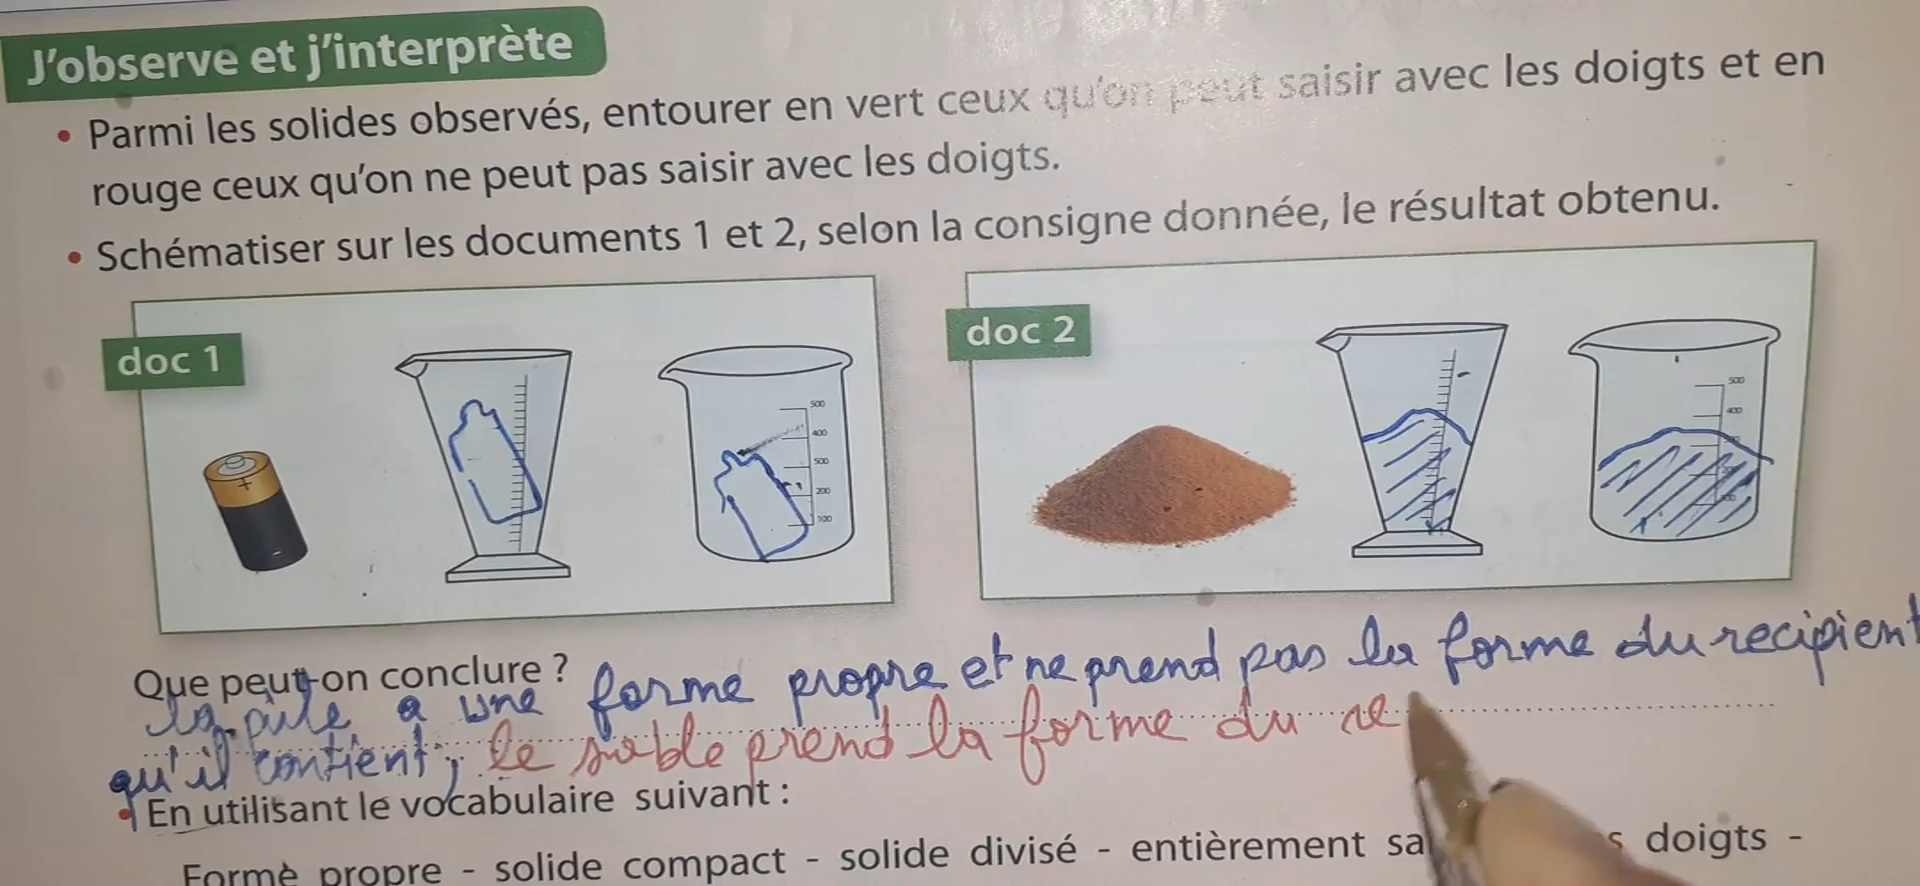 J'observe et j'interprète
• Parmi les solides observés, entourer en vert ceux qu'on peut saisir avec les doigts et en
rouge ceux qu'on ne peut pas saisir avec les doigts.
• Schématiser sur les documents 1 et 2, selon la consigne donnée, le résultat obtenu.
doc 1
+
-
500
400
300
200
100
doc 2
500
400
Que peut-on conclure ?
la pile a une forme propre et ne prend pas la forme du recipient
qu'il contient, le sable prend la forme du re
• En utilisant le vocabulaire suivant :
Forme propre - solide compact - solide divisé - entièrement doigts -